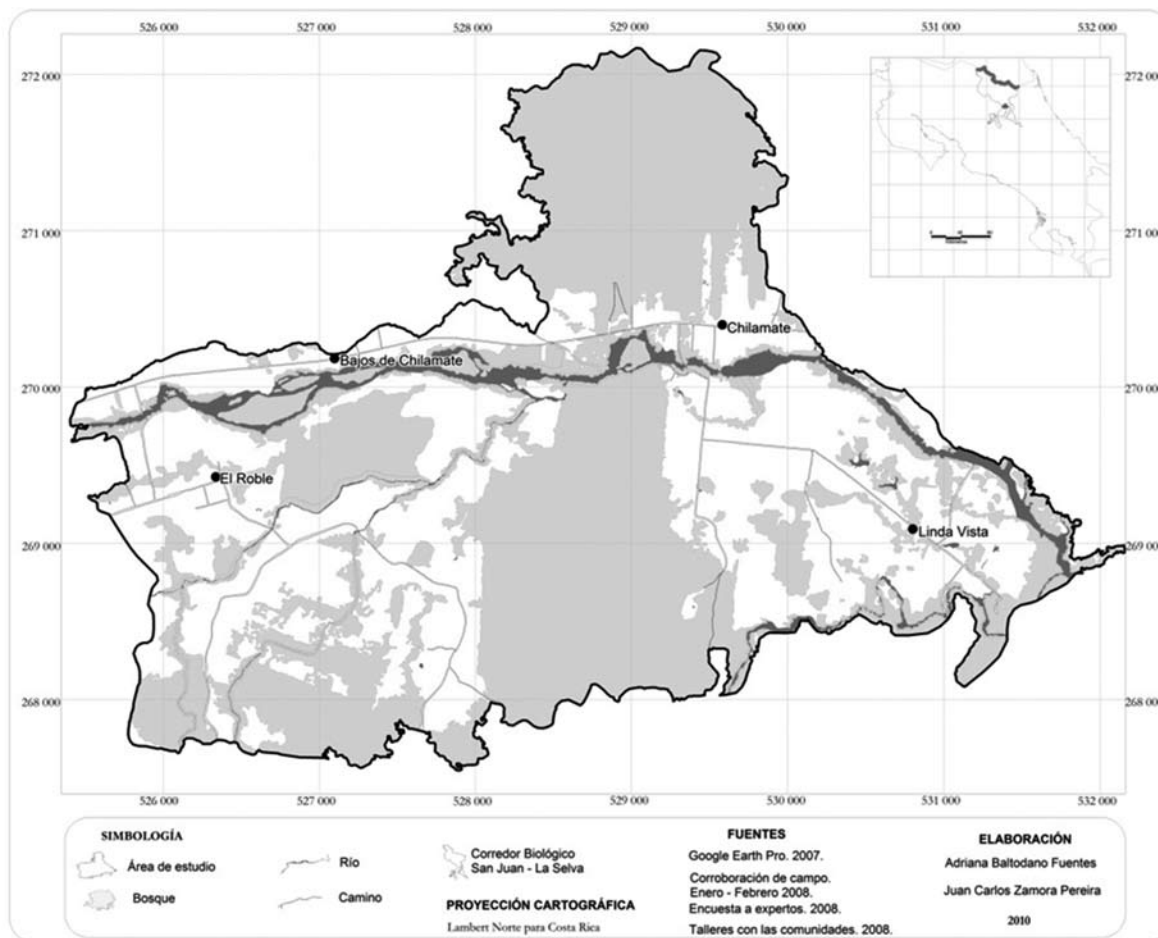 526 000 527 000 528 000 529 000 530 000 531 000 532 000
272 000 272 000
271 000 271 000
Chilamate
Bajos de Chilamate
270 000 270 000
El Roble
Linda Vista
269 000 269 000
268 000 268 000
526 000 527 000 528 000 529 000 530 000 531 000 532 000
SIMBOLOGÍA
Área de estudio
Bosque
Río
Camino
Corredor Biológico
San Juan - La Selva
PROYECCIÓN CARTOGRÁFICA
Lambert Norte para Costa Rica
FUENTES
Google Earth Pro. 2007.
Corroboración de campo.
Enero - Febrero 2008.
Encuesta a expertos. 2008.
Talleres con las comunidades. 2008.
ELABORACIÓN
Adriana Baltodano Fuentes
Juan Carlos Zamora Pereira
2010